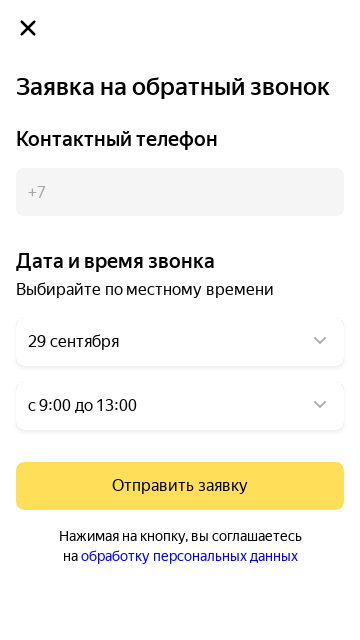 Заявка на обратный звонок
Контактный телефон
+7
Дата и время звонка
Выбирайте по местному времени
29 сентября
с 9:00 до 13:00
Отправить заявку
Нажимая на кнопку, вы соглашаетесь
на обработку персональных данных